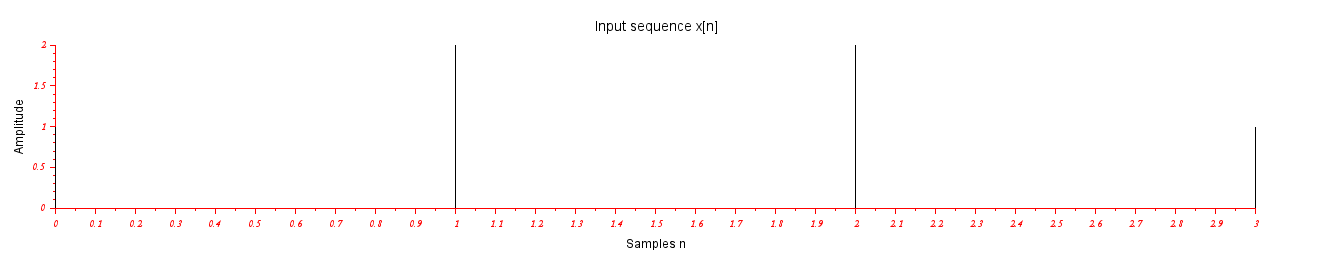 Input sequence x[n]
2
1.5
1
0.5
0
Amplitude
0 0.1 0.2 0.3 0.4 0.5 0.6 0.7 0.8 0.9 1 1.1 1.2 1.3 1.4 1.5 1.6 1.7 1.8 1.9 2 2.1 2.2 2.3 2.4 2.5 2.6 2.7 2.8 2.9 3
Samples n